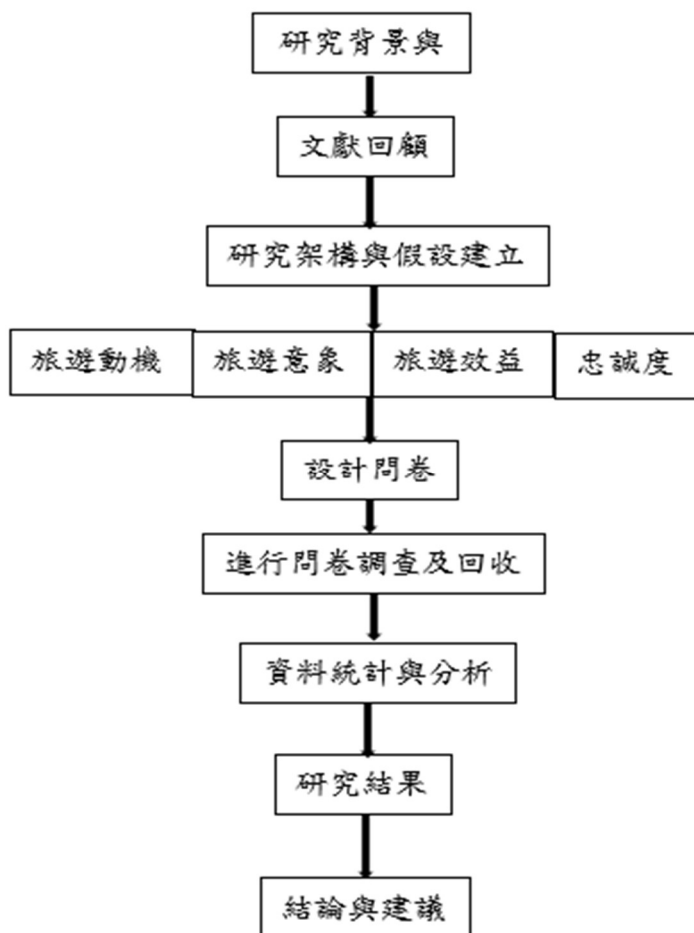 研究背景與
文獻回顧
研究架構與假設建立
旅遊動機 旅遊意象 旅遊效益 忠誠度
設計問卷
進行問卷調查及回收
資料統計與分析
研究結果
結論與建議